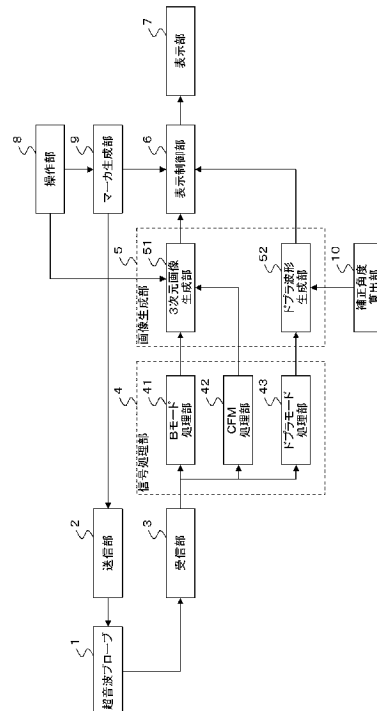 1
超音波プローブ
2
送信部
3
受信部
4
信号処理部
41
Bモード
処理部
42
CFM
処理部
43
ドプラモード
処理部
5
画像生成部
51
3次元画像
生成部
52
ドプラ波形
生成部
10
補正角度
算出部
8
操作部
9
マーカ生成部
6
表示制御部
7
表示部